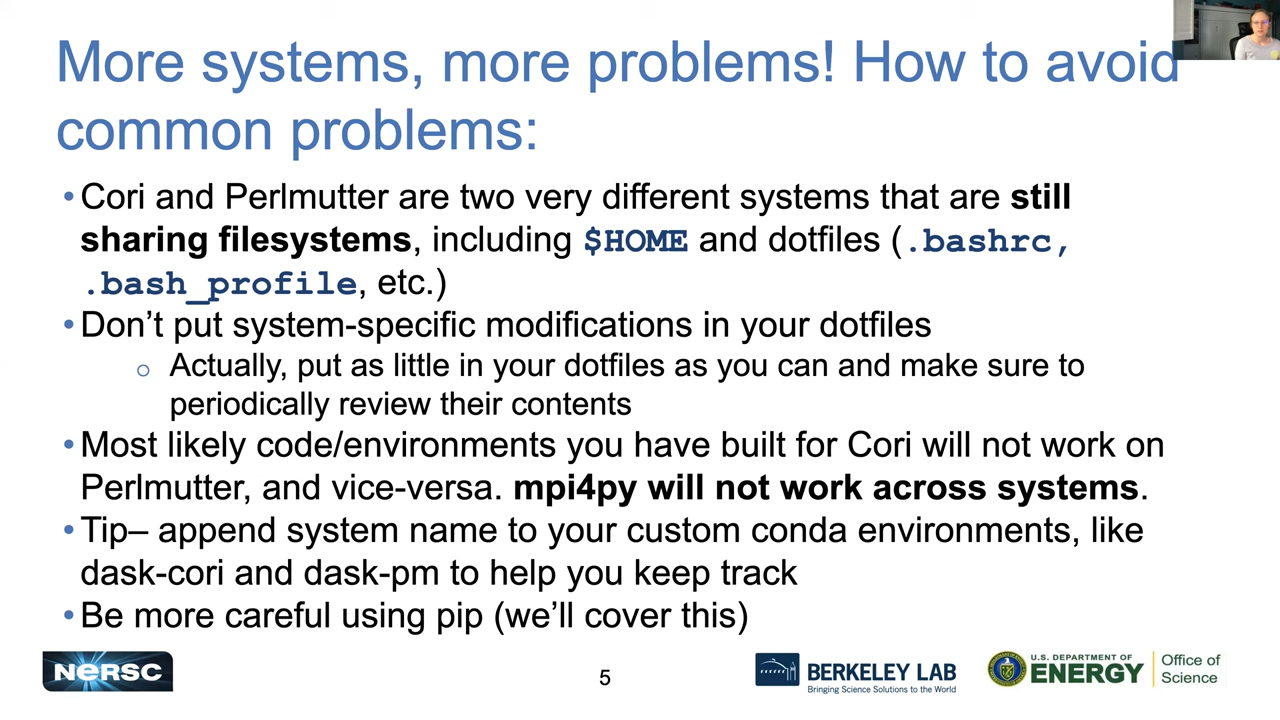 More systems, more problems! How to avoid
common problems:
• Cori and Perlmutter are two very different systems that are still
sharing filesystems, including $HOME and dotfiles (.bashrc,
.bash_profile, etc.)
• Don’t put system-specific modifications in your dotfiles
o Actually, put as little in your dotfiles as you can and make sure to
periodically review their contents
• Most likely code/environments you have built for Cori will not work on
Perlmutter, and vice-versa. mpi4py will not work across systems.
• Tip– append system name to your custom conda environments, like
dask-cori and dask-pm to help you keep track
• Be more careful using pip (we’ll cover this)
NERSC
5
BERKELEY LAB
Bringing Science Solutions to the World
U.S. DEPARTMENT OF
ENERGY
Office of
Science